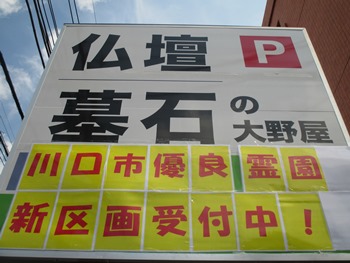 仏壇 P
墓石の大野屋
川口市優良霊園
新区画受付中！